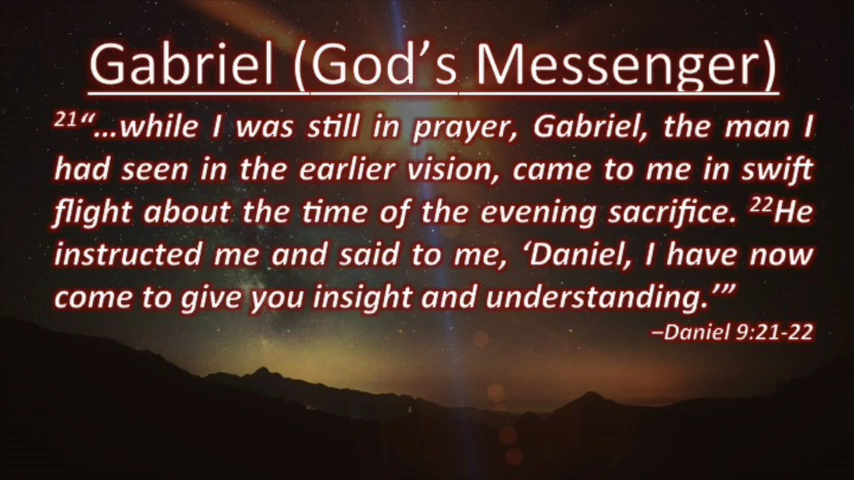 Gabriel (God’s Messenger)
21“…while I was still in prayer, Gabriel, the man I
had seen in the earlier vision, came to me in swift
flight about the time of the evening sacrifice. 22He
instructed me and said to me, ‘Daniel, I have now
come to give you insight and understanding.’”
–Daniel 9:21-22